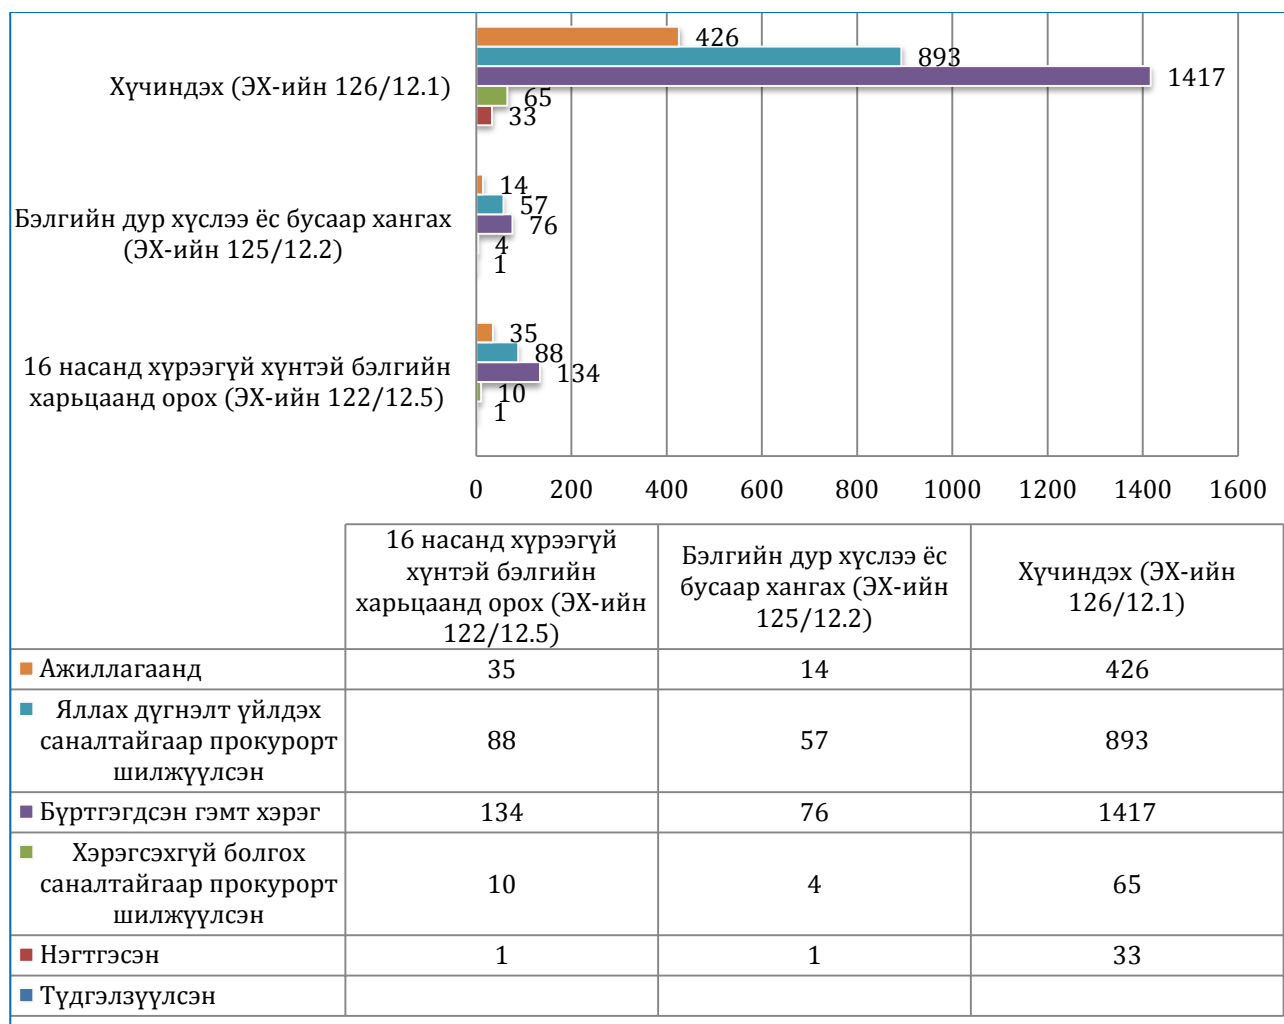 426
893
1417
65
33
Хүчиндэх (ЭХ-ийн 126/12.1)
14
57
76
4
1
Бэлгийн дур хүслээ ёс бусаар хангах
(ЭХ-ийн 125/12.2)
35
88
134
10
1
16 насанд хүрээгүй хүнтэй бэлгийн
харьцаанд орох (ЭХ-ийн 122/12.5)
0 200 400 600 800 1000 1200 1400 1600
16 насанд хүрээгүй
хүнтэй бэлгийн
харьцаанд орох (ЭХ-ийн
122/12.5)
Бэлгийн дур хүслээ ёс
бусаар хангах (ЭХ-ийн
125/12.2)
Хүчиндэх (ЭХ-ийн
126/12.1)
Ажиллагаанд 35 14 426
Яллах дүгнэлт үйлдэх
саналтайгаар прокурорт
шилжүүлсэн
88 57 893
Бүртгэгдсэн гэмт хэрэг 134 76 1417
Хэрэгсэхгүй болгох
саналтайгаар прокурорт
шилжүүлсэн
10 4 65
Нэгтгэсэн 1 1 33
Түдгэлзүүлсэн